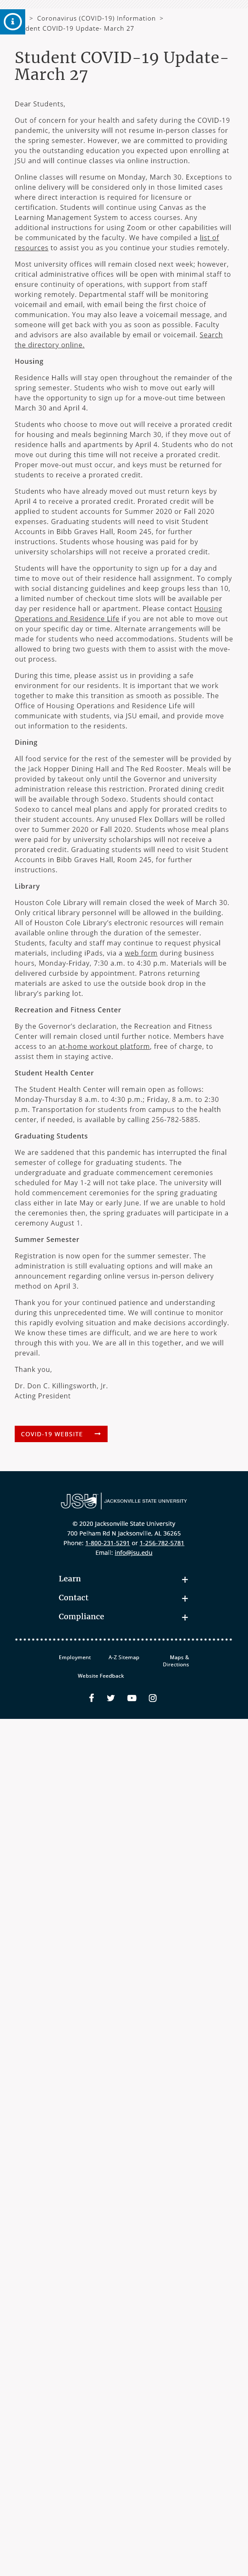 > Coronavirus (COVID-19) Information >
dent COVID-19 Update- March 27
Student COVID-19 Update-
March 27
Dear Students,
Out of concern for your health and safety during the COVID-19
pandemic, the university will not resume in-person classes for
the spring semester. However, we are committed to providing
you the outstanding education you expected upon enrolling at
JSU and will continue classes via online instruction.
Online classes will resume on Monday, March 30. Exceptions to
online delivery will be considered only in those limited cases
where direct interaction is required for licensure or
certification. Students will continue using Canvas as the
Learning Management System to access courses. Any
additional instructions for using Zoom or other capabilities will
be communicated by the faculty. We have compiled a list of
resources to assist you as you continue your studies remotely.
Most university offices will remain closed next week; however,
critical administrative offices will be open with minimal staff to
ensure continuity of operations, with support from staff
working remotely. Departmental staff will be monitoring
voicemail and email, with email being the first choice of
communication. You may also leave a voicemail message, and
someone will get back with you as soon as possible. Faculty
and advisors are also available by email or voicemail. Search
the directory online.
Housing
Residence Halls will stay open throughout the remainder of the
spring semester. Students who wish to move out early will
have the opportunity to sign up for a move-out time between
March 30 and April 4.
Students who choose to move out will receive a prorated credit
for housing and meals beginning March 30, if they move out of
residence halls and apartments by April 4. Students who do not
move out during this time will not receive a prorated credit.
Proper move-out must occur, and keys must be returned for
students to receive a prorated credit.
Students who have already moved out must return keys by
April 4 to receive a prorated credit. Prorated credit will be
applied to student accounts for Summer 2020 or Fall 2020
expenses. Graduating students will need to visit Student
Accounts in Bibb Graves Hall, Room 245, for further
instructions. Students whose housing was paid for by
university scholarships will not receive a prorated credit.
Students will have the opportunity to sign up for a day and
time to move out of their residence hall assignment. To comply
with social distancing guidelines and keep groups less than 10,
a limited number of checkout time slots will be available per
day per residence hall or apartment. Please contact Housing
Operations and Residence Life if you are not able to move out
on your specific day or time. Alternate arrangements will be
made for students who need accommodations. Students will be
allowed to bring two guests with them to assist with the move-
out process.
During this time, please assist us in providing a safe
environment for our residents. It is important that we work
together to make this transition as smooth as possible. The
Office of Housing Operations and Residence Life will
communicate with students, via JSU email, and provide move
out information to the residents.
Dining
All food service for the rest of the semester will be provided by
the Jack Hopper Dining Hall and The Red Rooster. Meals will be
provided by takeout only until the Governor and university
administration release this restriction. Prorated dining credit
will be available through Sodexo. Students should contact
Sodexo to cancel meal plans and apply for prorated credits to
their student accounts. Any unused Flex Dollars will be rolled
over to Summer 2020 or Fall 2020. Students whose meal plans
were paid for by university scholarships will not receive a
prorated credit. Graduating students will need to visit Student
Accounts in Bibb Graves Hall, Room 245, for further
instructions.
Library
Houston Cole Library will remain closed the week of March 30.
Only critical library personnel will be allowed in the building.
All of Houston Cole Library's electronic resources will remain
available online through the duration of the semester.
Students, faculty and staff may continue to request physical
materials, including iPads, via a web form during business
hours, Monday-Friday, 7:30 a.m. to 4:30 p.m. Materials will be
delivered curbside by appointment. Patrons returning
materials are asked to use the outside book drop in the
library's parking lot.
Recreation and Fitness Center
By the Governor's declaration, the Recreation and Fitness
Center will remain closed until further notice. Members have
access to an at-home workout platform, free of charge, to
assist them in staying active.
Student Health Center
The Student Health Center will remain open as follows:
Monday-Thursday 8 a.m. to 4:30 p.m.; Friday, 8 a.m. to 2:30
p.m. Transportation for students from campus to the health
center, if needed, is available by calling 256-782-5885.
Graduating Students
We are saddened that this pandemic has interrupted the final
semester of college for graduating students. The
undergraduate and graduate commencement ceremonies
scheduled for May 1-2 will not take place. The university will
hold commencement ceremonies for the spring graduating
class either in late May or early June. If we are unable to hold
the ceremonies then, the spring graduates will participate in a
ceremony August 1.
Summer Semester
Registration is now open for the summer semester. The
administration is still evaluating options and will make an
announcement regarding online versus in-person delivery
method on April 3.
Thank you for your continued patience and understanding
during this unprecedented time. We will continue to monitor
this rapidly evolving situation and make decisions accordingly.
We know these times are difficult, and we are here to work
through this with you. We are all in this together, and we will
prevail.
Thank you,
Dr. Don C. Killingsworth, Jr.
Acting President
COVID-19 WEBSITE
JSU JACKSONVILLE STATE UNIVERSITY
© 2020 Jacksonville State University
700 Pelham Rd N Jacksonville, AL 36265
Phone: 1-800-231-5291 or 1-256-782-5781
Email: info@jsu.edu
Learn +
Contact +
Compliance +
Employment A-Z Sitemap Maps &
Directions
Website Feedback